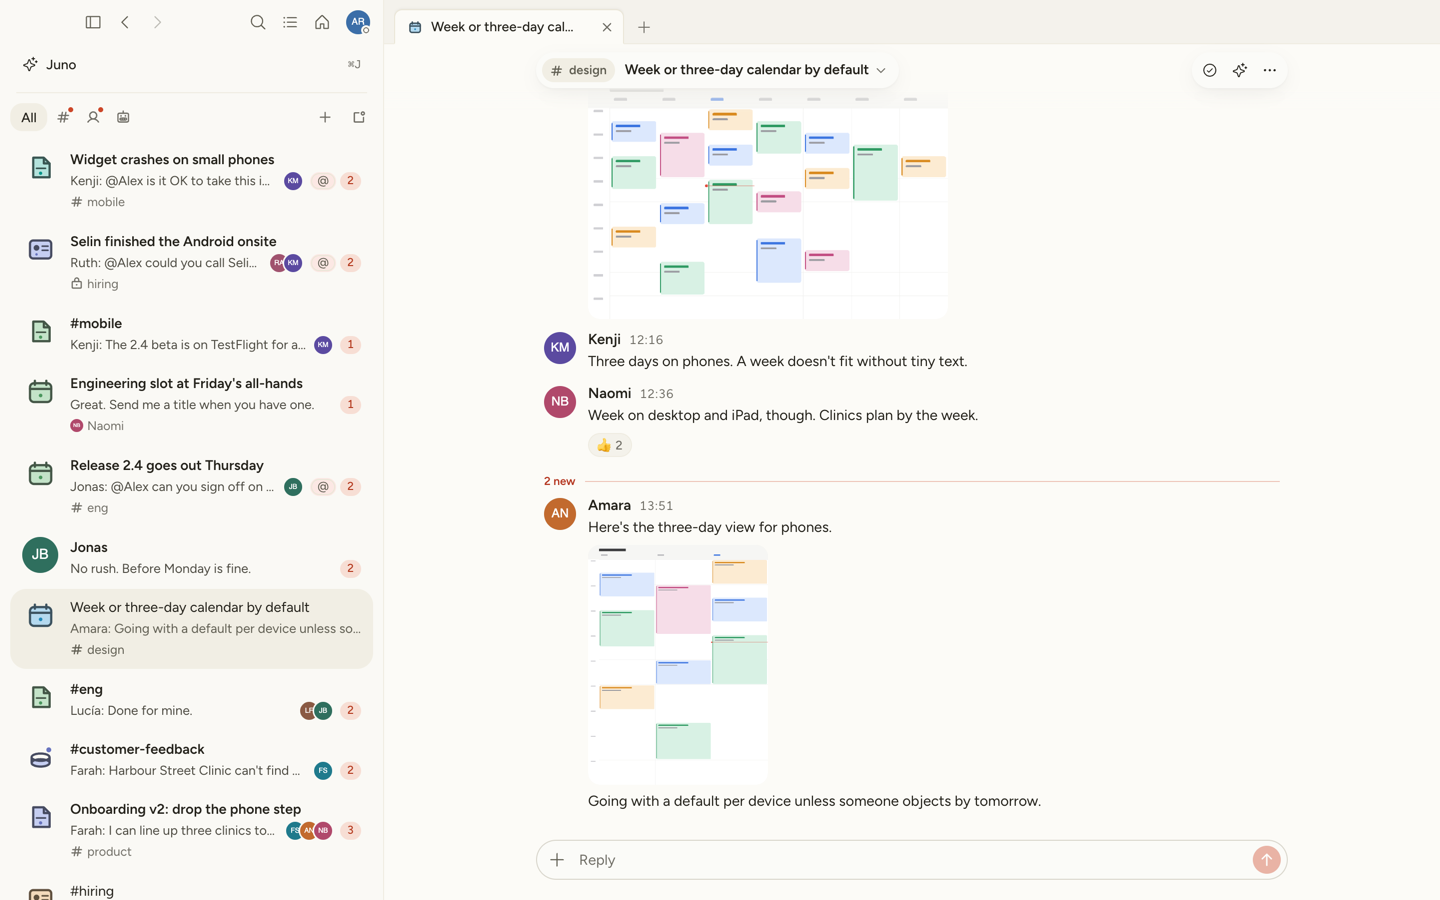 AR
Juno
⌘J
All
Widget crashes on small phones
Kenji: @Alex is it OK to take this i...
KM
@
2
# mobile
Selin finished the Android onsite
Ruth: @Alex could you call Seli...
KM
@
2
hiring
#mobile
Kenji: The 2.4 beta is on TestFlight for a...
KM
1
Engineering slot at Friday's all-hands
Great. Send me a title when you have one.
1
NB
Naomi
Release 2.4 goes out Thursday
Jonas: @Alex can you sign off on ...
JB
@
2
# eng
JB
Jonas
No rush. Before Monday is fine.
2
Week or three-day calendar by default
Amara: Going with a default per device unless so...
# design
#eng
Lucía: Done for mine.
JB
2
#customer-feedback
Farah: Harbour Street Clinic can't find ...
FS
2
Onboarding v2: drop the phone step
Farah: I can line up three clinics to...
NB
3
# product
#hiring
Week or three-day cal...
# design
Week or three-day calendar by default
KM
Kenji 12:16
Three days on phones. A week doesn't fit without tiny text.
NB
Naomi 12:36
Week on desktop and iPad, though. Clinics plan by the week.
👍 2
2 new
AN
Amara 13:51
Here's the three-day view for phones.
Going with a default per device unless someone objects by tomorrow.
Reply